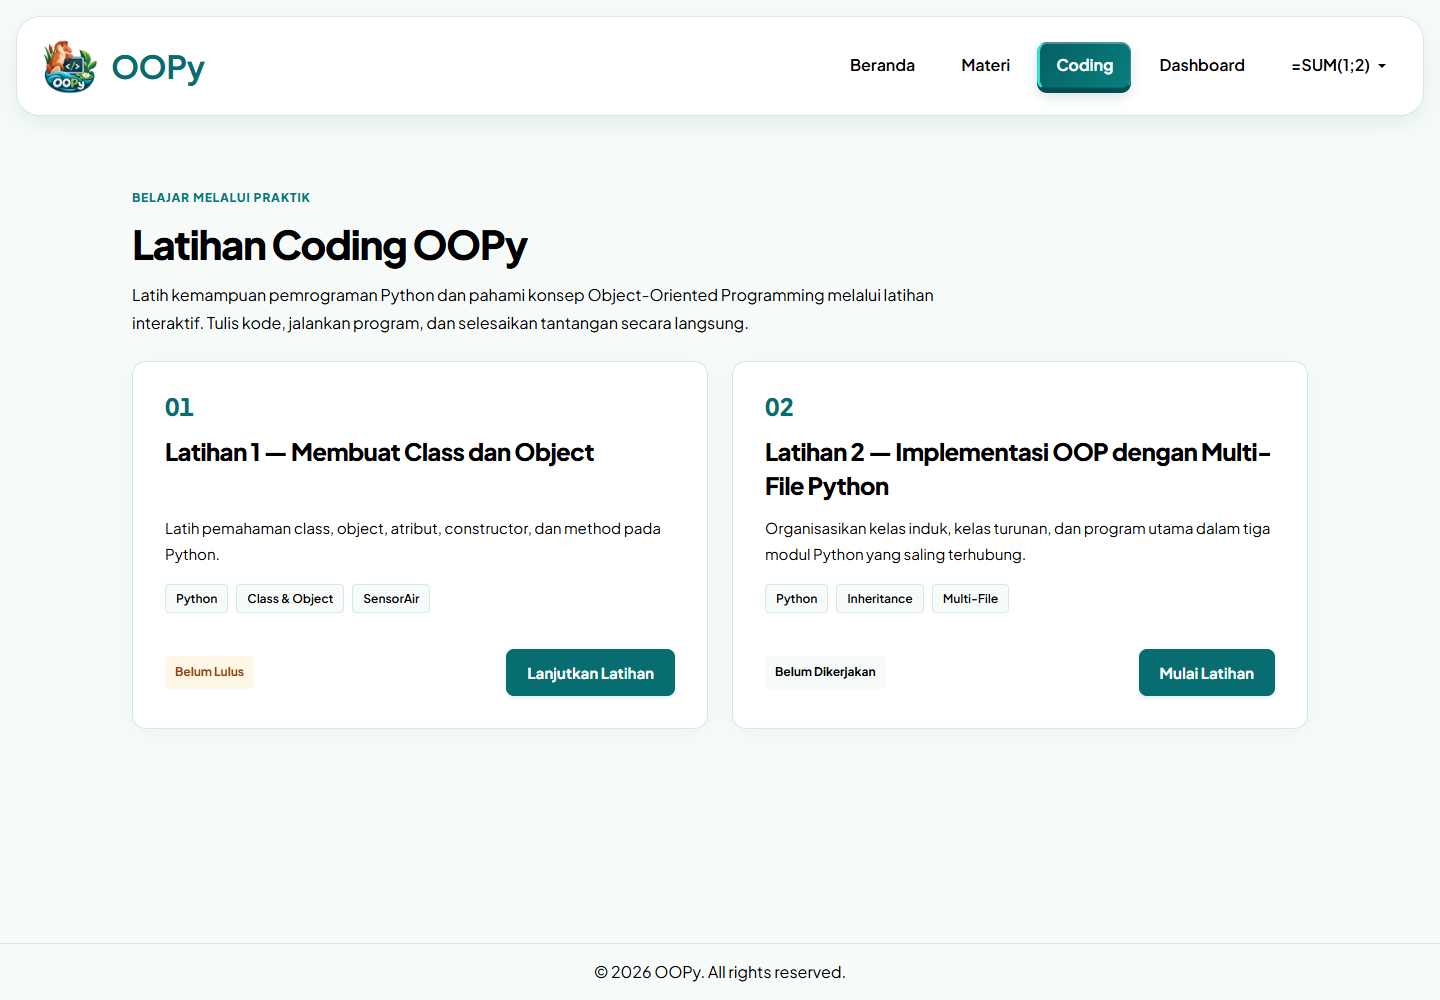 OOPy
OOPy
Beranda
Materi
Coding
Dashboard
=SUM(1;2)
BELAJAR MELALUI PRAKTIK
Latihan Coding OOPy
Latih kemampuan pemrograman Python dan pahami konsep Object-Oriented Programming melalui latihan
interaktif. Tulis kode, jalankan program, dan selesaikan tantangan secara langsung.
01
Latihan 1 — Membuat Class dan Object
Latih pemahaman class, object, atribut, constructor, dan method pada
Python.
Python
Class & Object
SensorAir
Belum Lulus
Lanjutkan Latihan
02
Latihan 2 — Implementasi OOP dengan Multi-
File Python
Organisasikan kelas induk, kelas turunan, dan program utama dalam tiga
modul Python yang saling terhubung.
Python
Inheritance
Multi-File
Belum Dikerjakan
Mulai Latihan
© 2026 OOPy. All rights reserved.